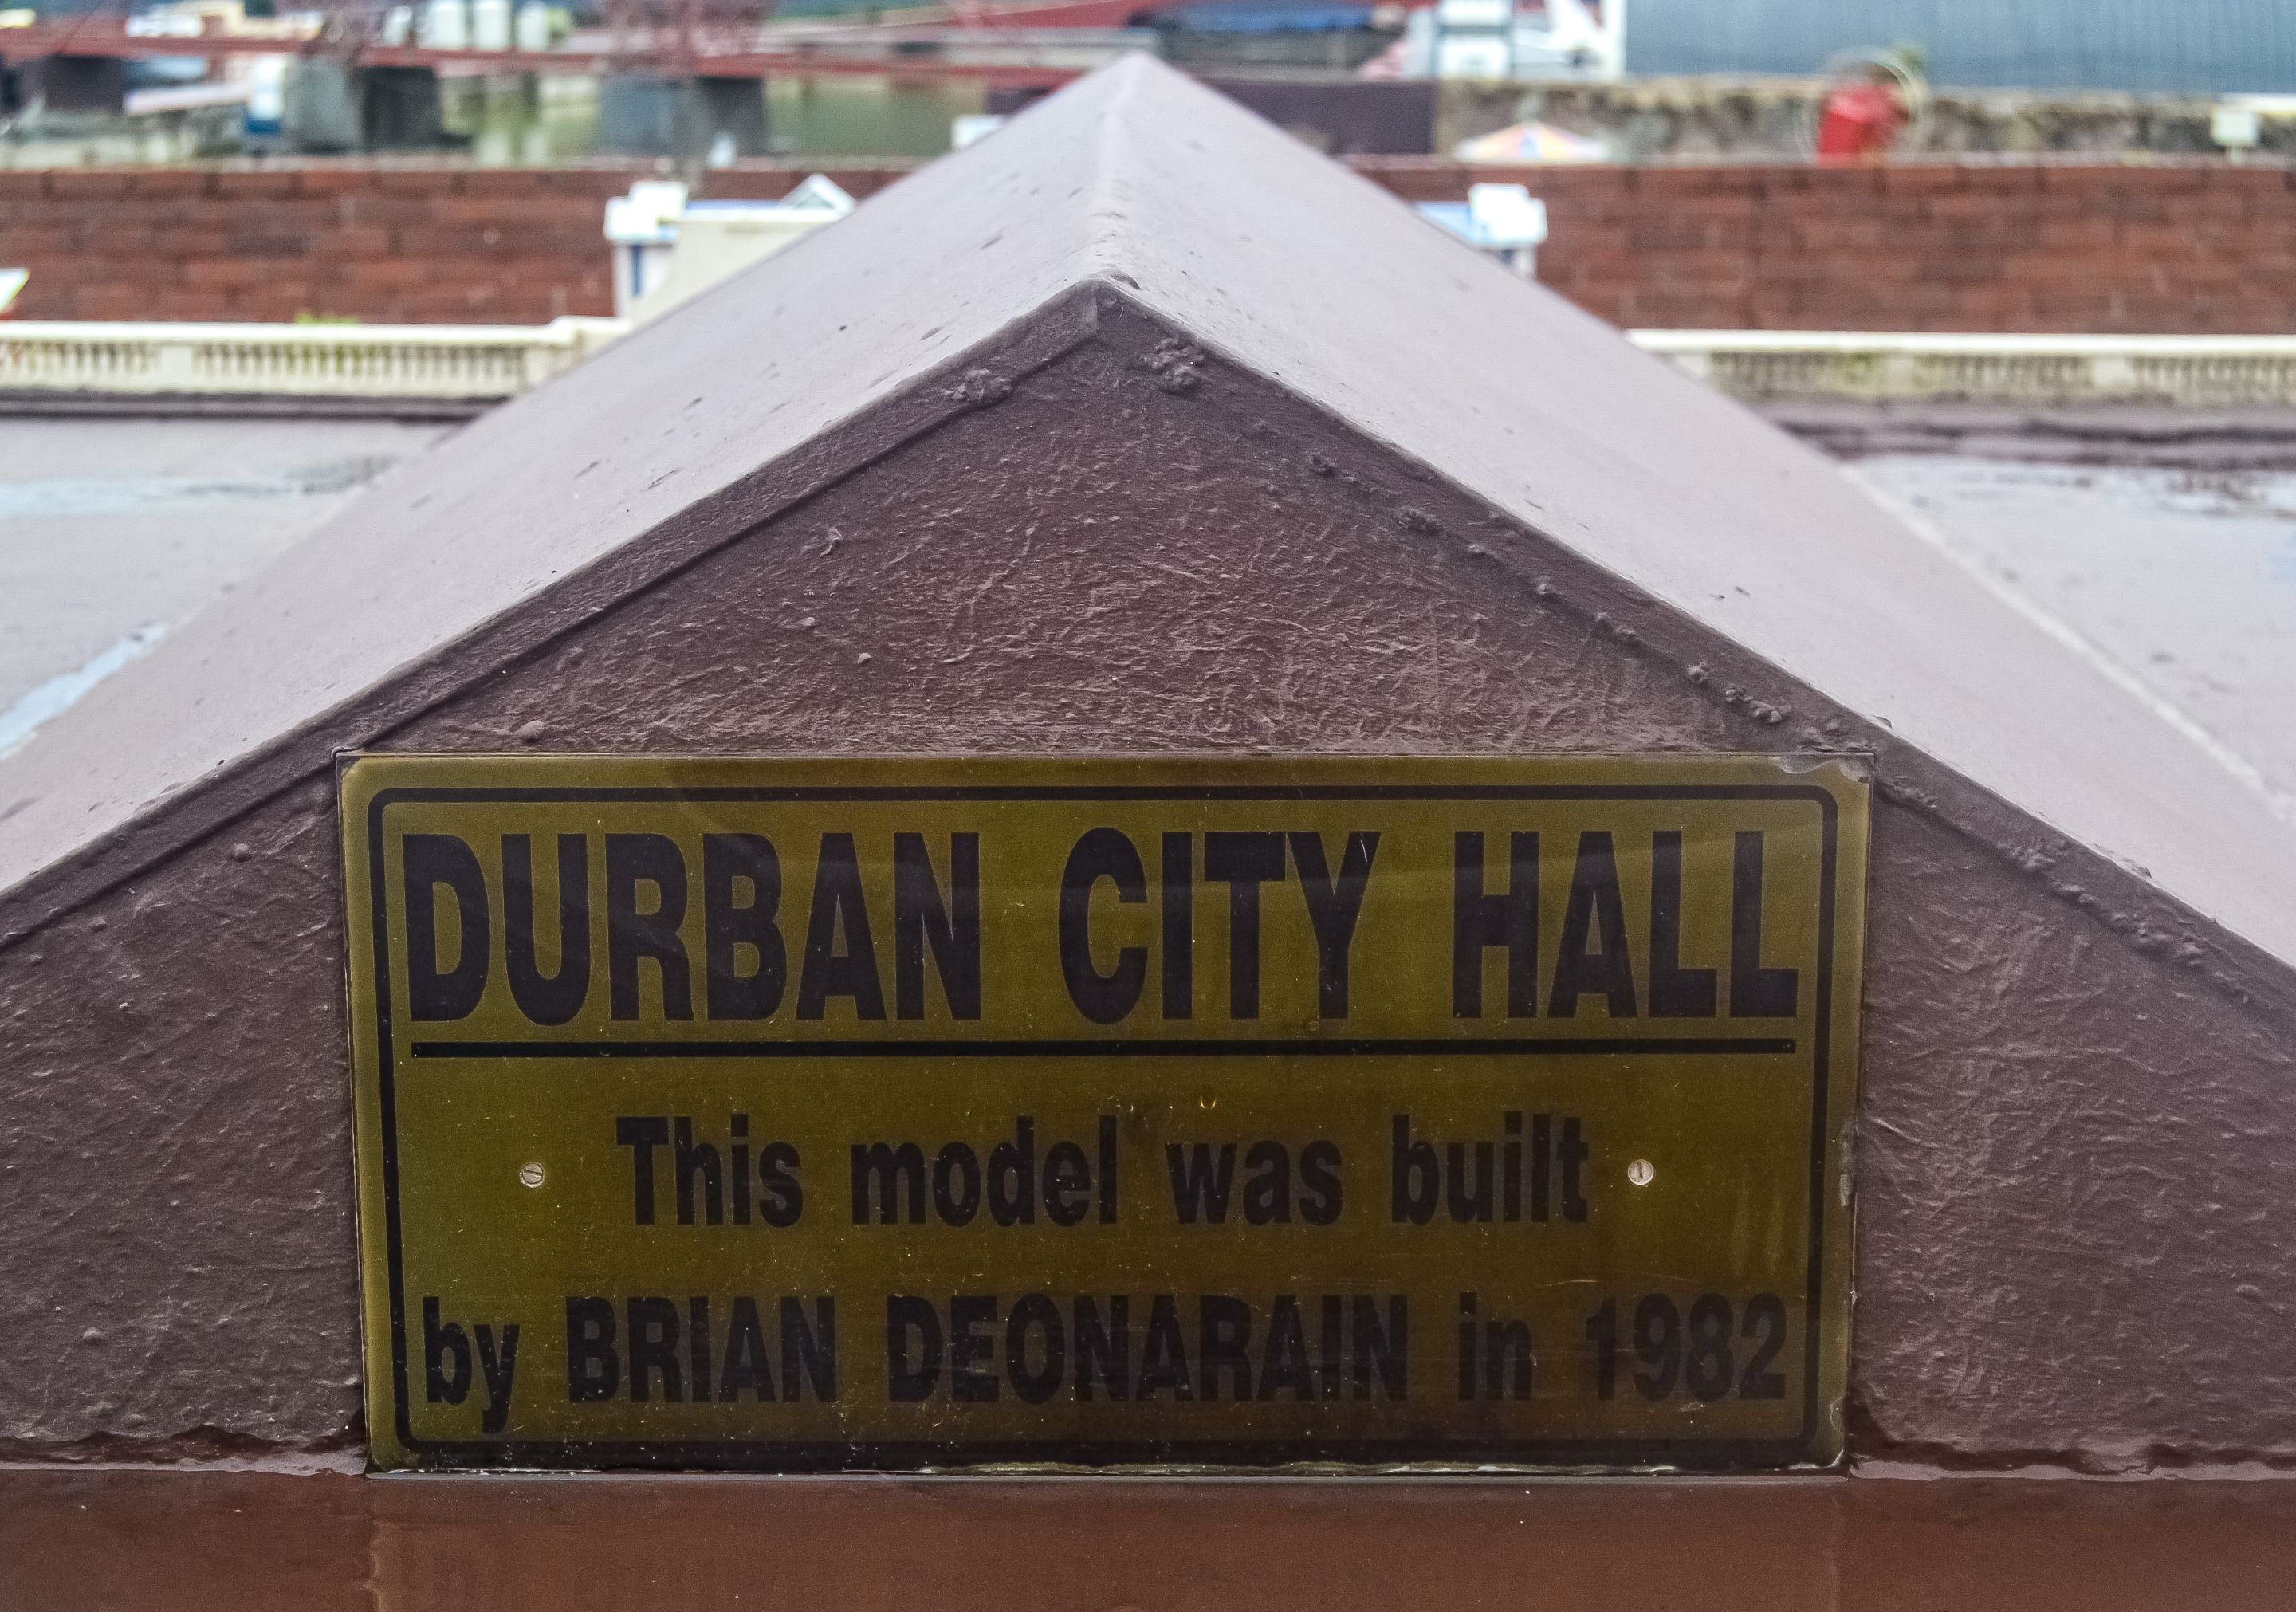 DURBAN CITY HALL
This model was built
by BRIAN DEONARAIN in 1982